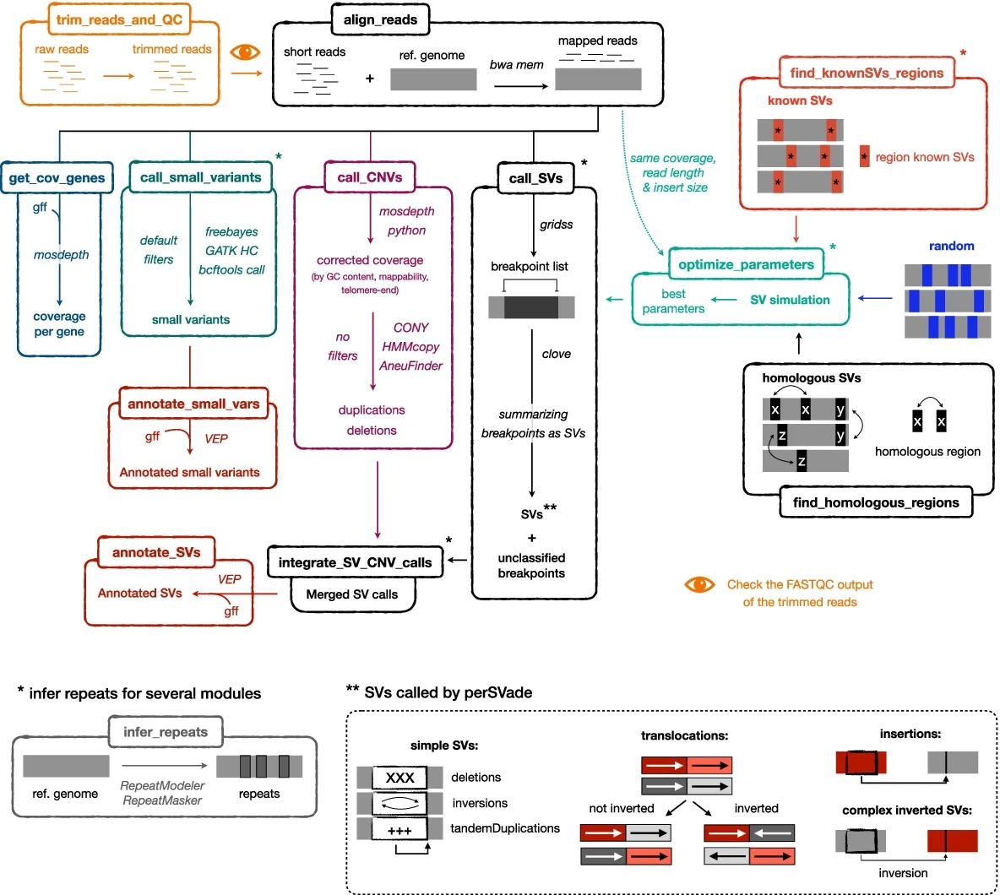 trim_reads_and_QC
raw reads
trimmed reads
align_reads
short reads
+
ref. genome
bwa mem
mapped reads
find_knownSVs_regions
*
known SVs
* *
* *
* *
* region known SVs
same coverage,
read length
& insert size
get_cov_genes
gff
mosdepth
coverage
per gene
call_small_variants
*
default
filters
freebayes
GATK HC
bcftools call
small variants
call_CNVs
mosdepth
python
corrected coverage
(by GC content, mappability,
telomere-end)
no
filters
CONY
HMMcopy
AneuFinder
duplications
deletions
call_SVs
*
gridss
breakpoint list
clove
summarizing
breakpoints as SVs
SVs**
+
unclassified
breakpoints
optimize_parameters
*
best
parameters
SV simulation
random
homologous SVs
x x y
z y
z
x x
homologous region
find_homologous_regions
annotate_small_vars
gff
VEP
Annotated small variants
annotate_SVs
VEP
Annotated SVs
gff
integrate_SV_CNV_calls
*
Merged SV calls
Check the FASTQC output
of the trimmed reads
* infer repeats for several modules
infer_repeats
ref. genome
RepeatModeler
RepeatMasker
repeats
** SVs called by perSVade
simple SVs:
XXX
deletions
inversions
+++
tandemDuplications
translocations:
not inverted
inverted
insertions:
complex inverted SVs:
inversion